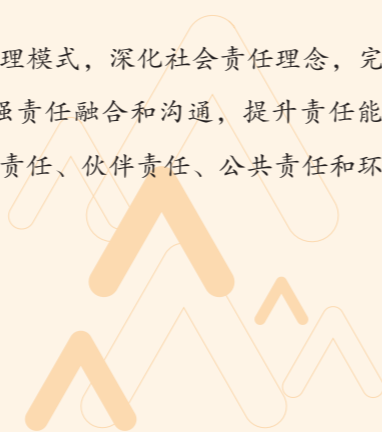 理模式，深化社会责任理念，完
强责任融合和沟通，提升责任能
责任、伙伴责任、公共责任和环